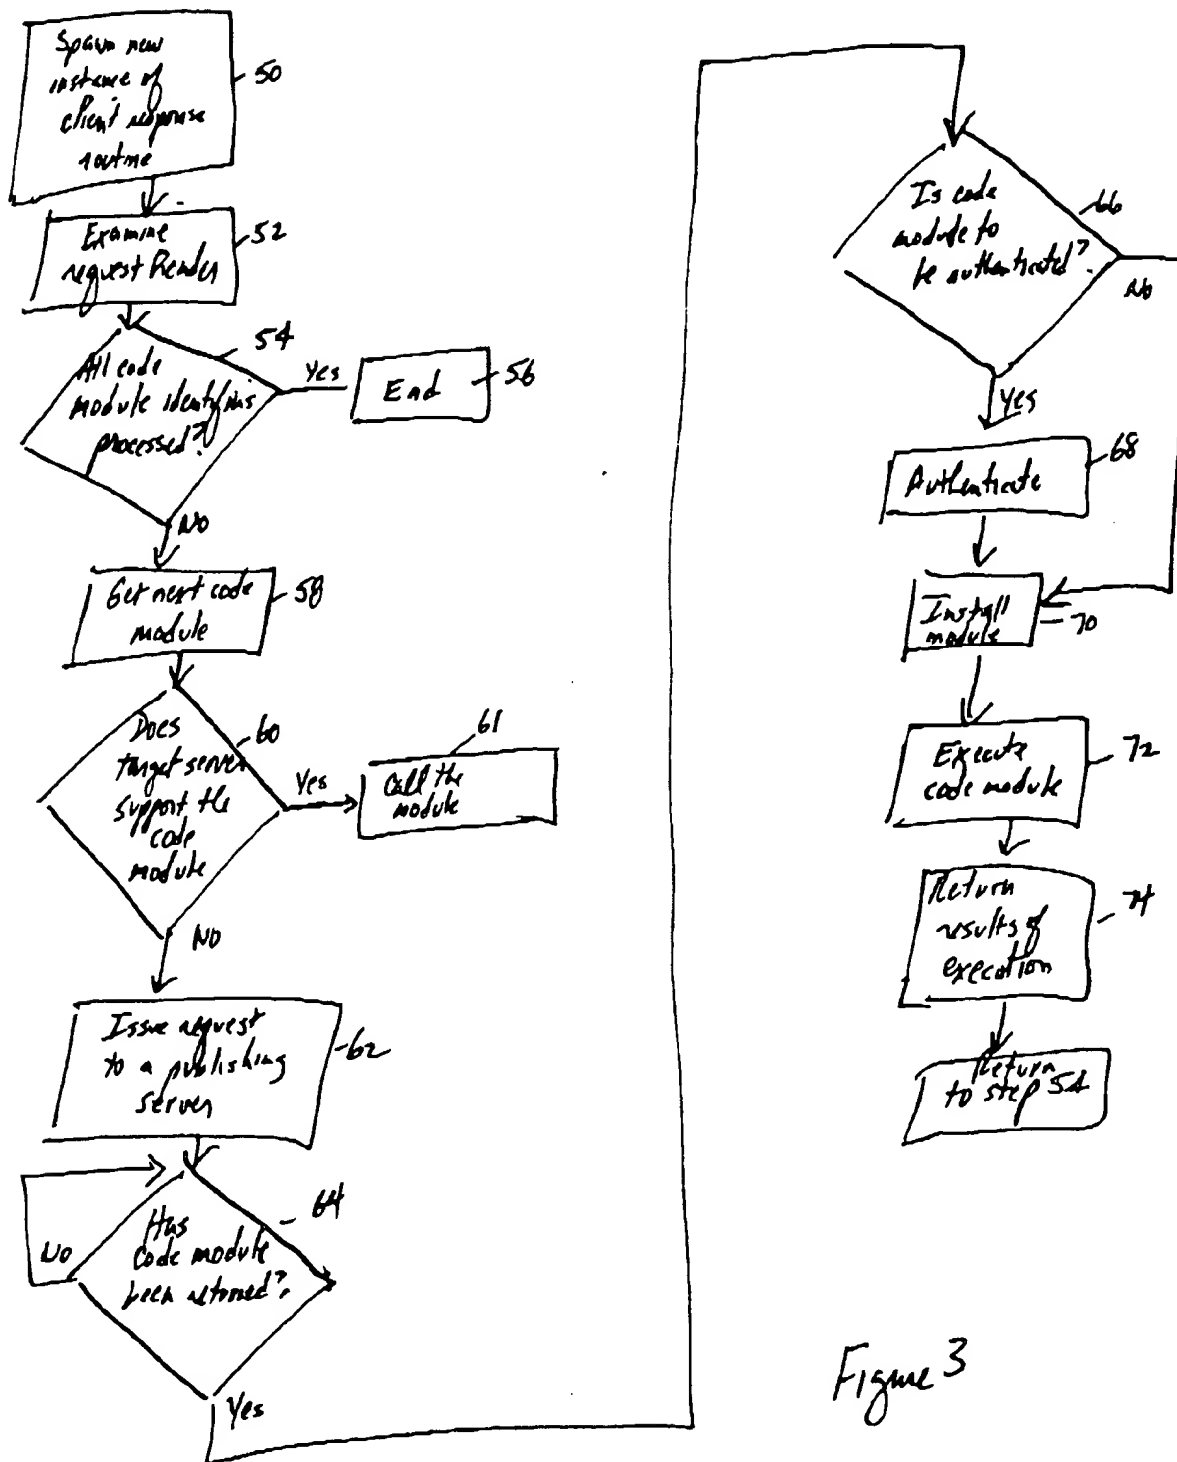 Spawn new
instance of
client response
routine
50
Examine
request header
52
All code
module identifiers
processed?
54
Yes
End
56
No
Get next code
module
58
Does
target server
support the
code
module
60
Yes
61
Call the
module
No
Issue request
to a publishing
server
62
Has
code module
been returned?
64
No
Yes
Is code
module to
be authenticated?
66
No
Yes
Authenticate
68
Install
module
70
Execute
code module
72
Return
results of
execution
74
Return
to step 54
Figure 3